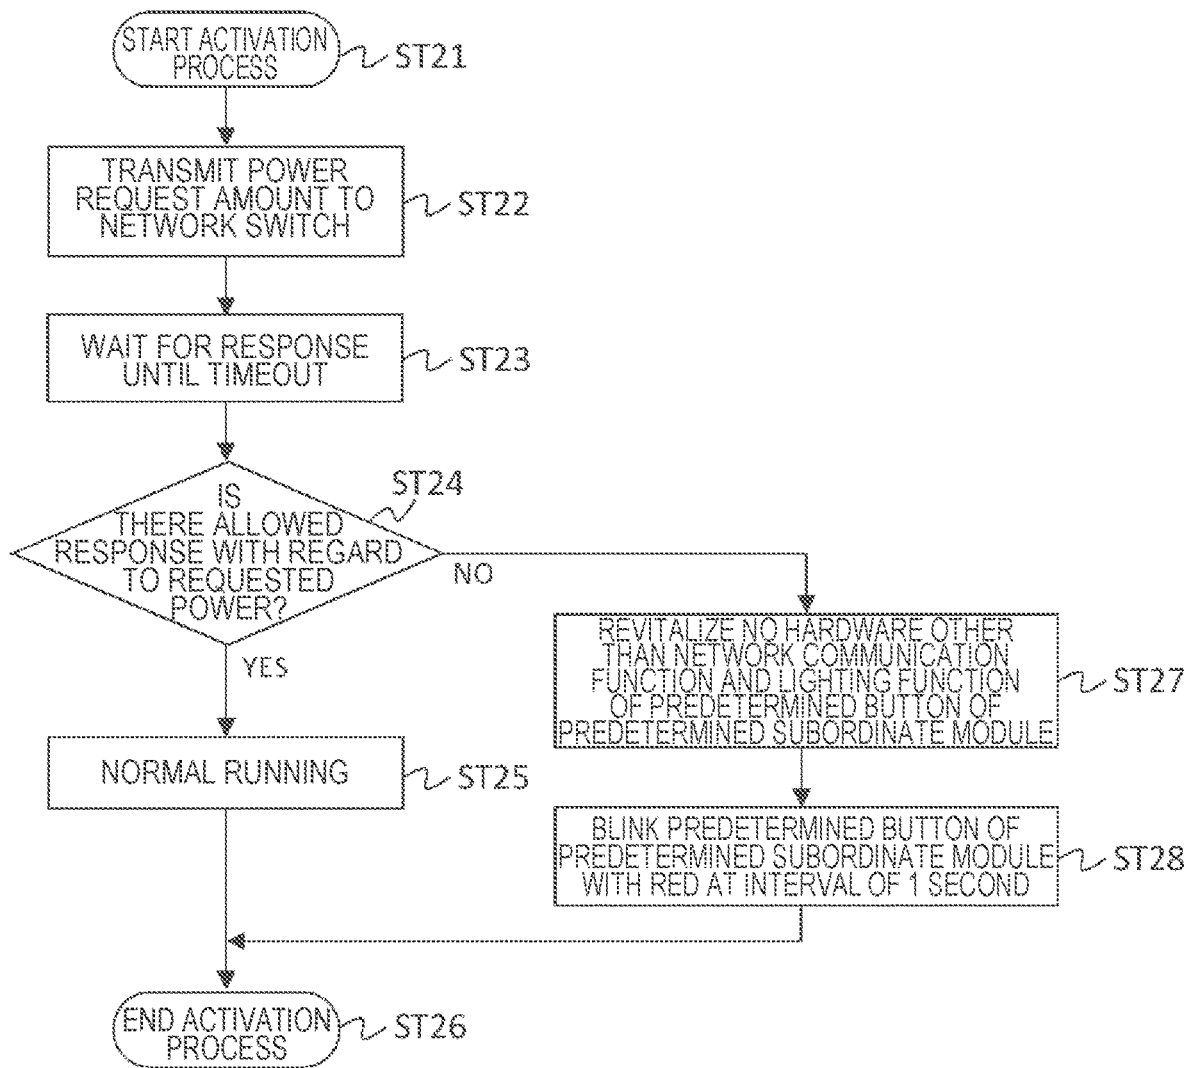 START ACTIVATION
PROCESS
ST21
TRANSMIT POWER
REQUEST AMOUNT TO
NETWORK SWITCH
ST22
WAIT FOR RESPONSE
UNTIL TIMEOUT
ST23
ST24
IS
THERE ALLOWED
RESPONSE WITH REGARD
TO REQUESTED
POWER?
NO
YES
REVITALIZE NO HARDWARE OTHER
THAN NETWORK COMMUNICATION
FUNCTION AND LIGHTING FUNCTION
OF PREDETERMINED BUTTON OF
PREDETERMINED SUBORDINATE MODULE
ST27
NORMAL RUNNING
ST25
BLINK PREDETERMINED BUTTON OF
PREDETERMINED SUBORDINATE MODULE
WITH RED AT INTERVAL OF 1 SECOND
ST28
END ACTIVATION
PROCESS
ST26